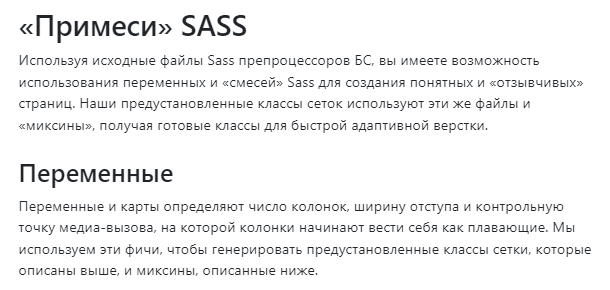 «Примеси» SASS
Используя исходные файлы Sass препроцессоров БС, вы имеете возможность
использования переменных и «смесей» Sass для создания понятных и «отзывчивых»
страниц. Наши предустановленные классы сеток используют эти же файлы и
«миксины», получая готовые классы для быстрой адаптивной верстки.
Переменные
Переменные и карты определяют число колонок, ширину отступа и контрольную
точку медиа-вызова, на которой колонки начинают вести себя как плавающие. Мы
используем эти фичи, чтобы генерировать предустановленные классы сетки, которые
описаны выше, и миксины, описанные ниже.